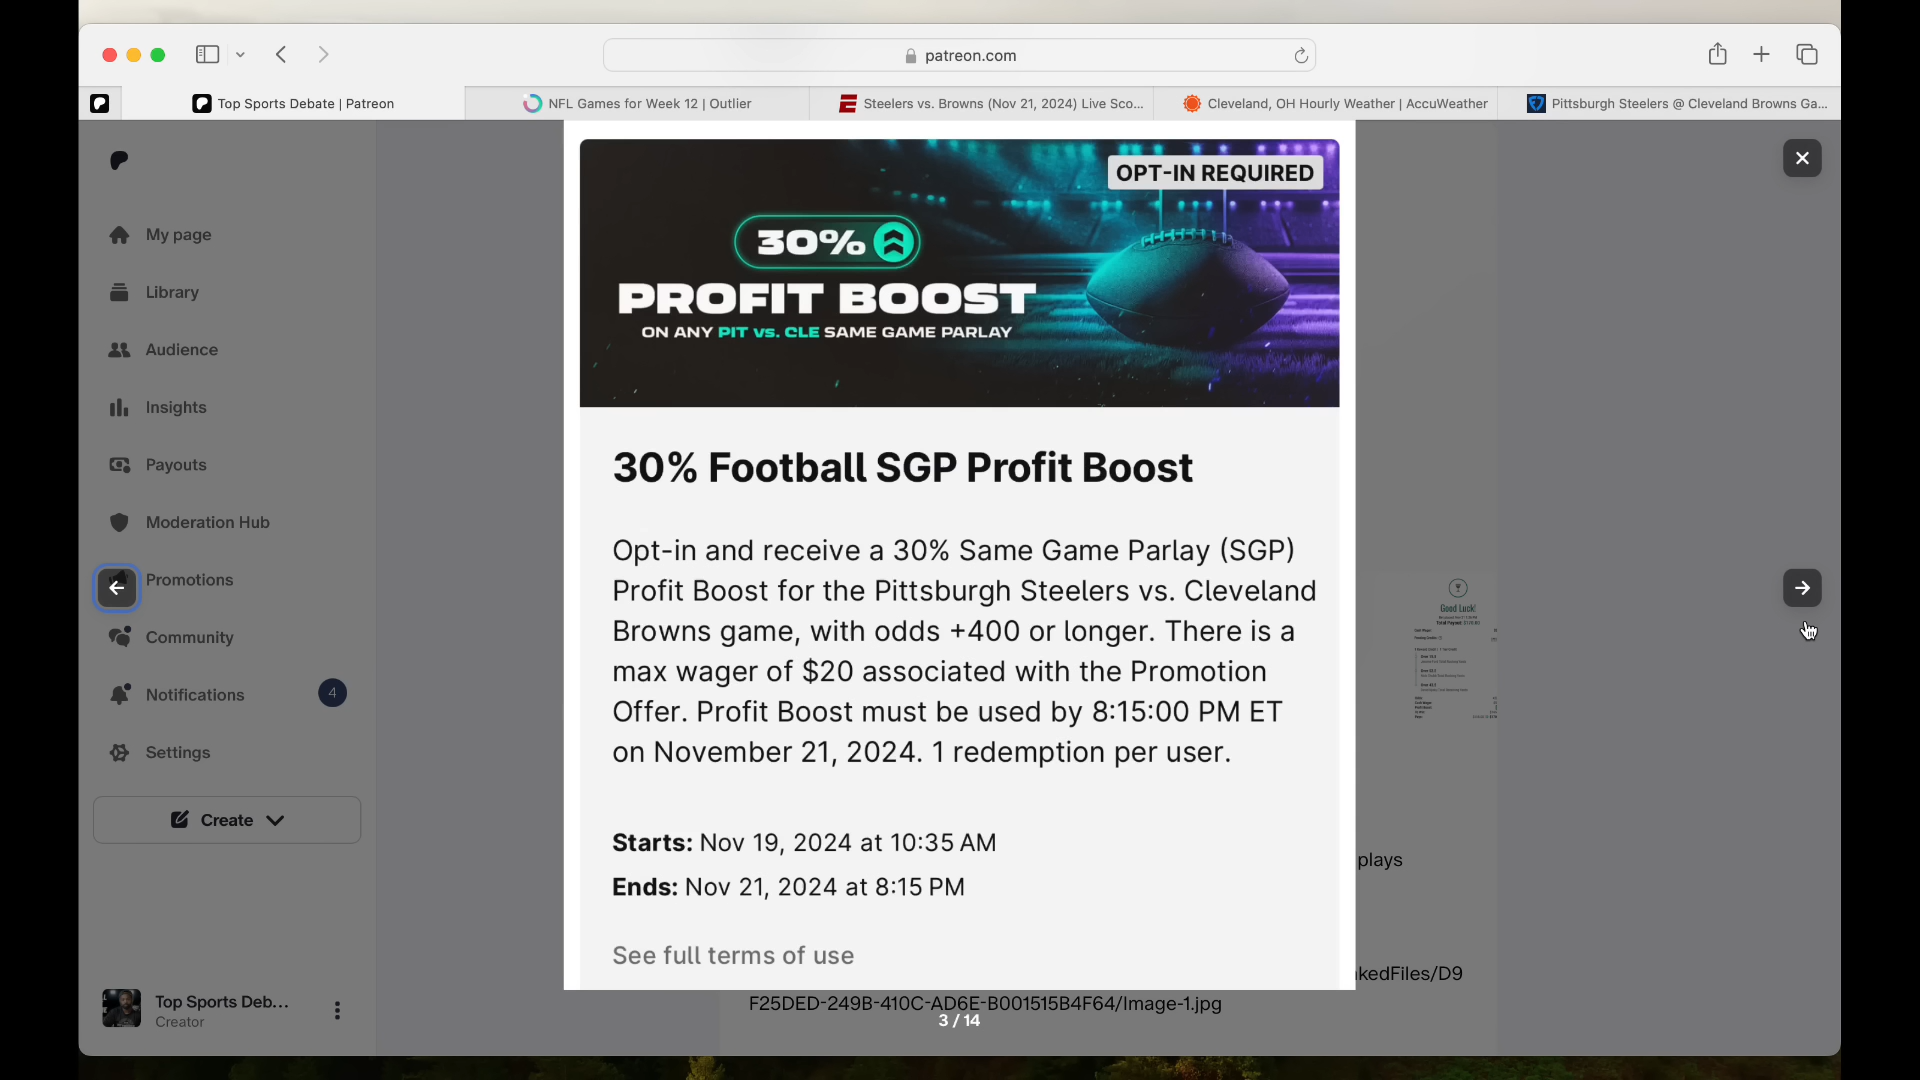 patreon.com
Top Sports Debate | Patreon
NFL Games for Week 12 | Outlier
Steelers vs. Browns (Nov 21, 2024) Live Sco...
Cleveland, OH Hourly Weather | AccuWeather
Pittsburgh Steelers @ Cleveland Browns Ga...
My page
Library
Audience
Insights
Payouts
Moderation Hub
Promotions
Community
Notifications
4
Settings
Create
Top Sports Deb...
Creator
OPT-IN REQUIRED
30%
PROFIT BOOST
ON ANY PIT vs. CLE SAME GAME PARLAY
30% Football SGP Profit Boost
Opt-in and receive a 30% Same Game Parlay (SGP)
Profit Boost for the Pittsburgh Steelers vs. Cleveland
Browns game, with odds +400 or longer. There is a
max wager of $20 associated with the Promotion
Offer. Profit Boost must be used by 8:15:00 PM ET
on November 21, 2024. 1 redemption per user.
Starts: Nov 19, 2024 at 10:35 AM
Ends: Nov 21, 2024 at 8:15 PM
See full terms of use
Good Luck!
plays
kedFiles/D9
F25DED-249B-410C-AD6E-B001515B4F64/Image-1.jpg
3 / 14